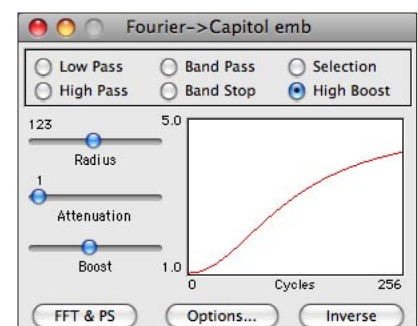 Fourier->Capitol emb
Low Pass Band Pass Selection
High Pass Band Stop High Boost
123
Radius
1
Attenuation
Boost
5.0
1.0
0 Cycles 256
FFT & PS Options... Inverse